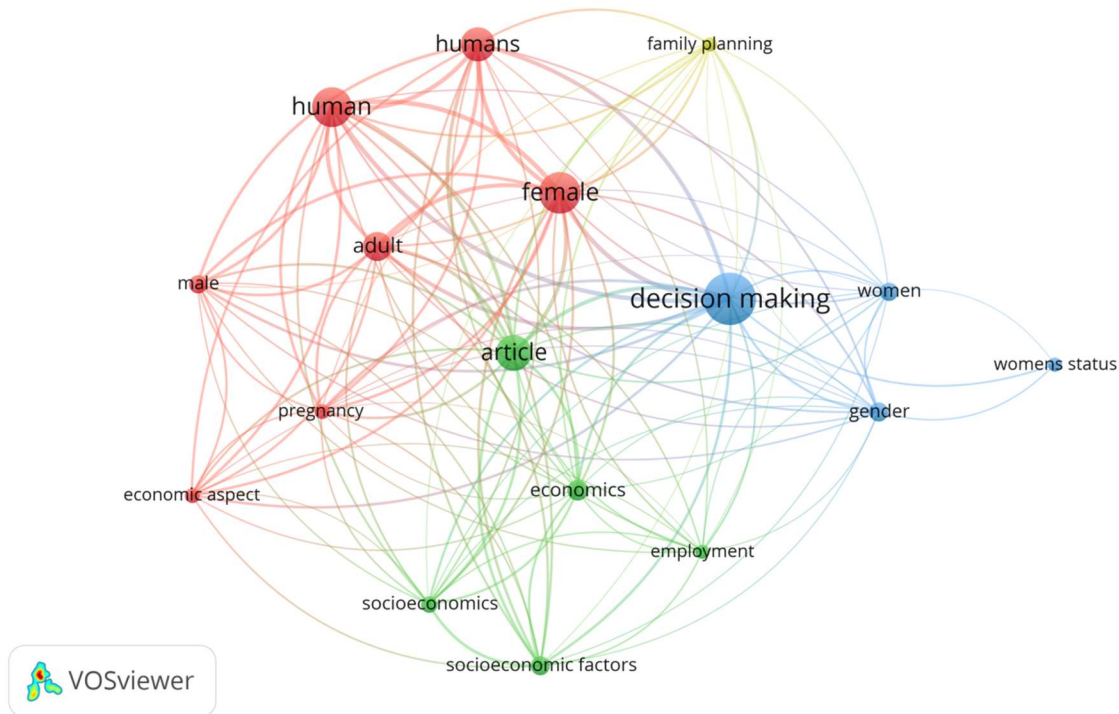 humans
family planning
human
female
adult
male
decision making
women
article
womens status
pregnancy
gender
economics
economic aspect
employment
socioeconomics
socioeconomic factors
VOSviewer